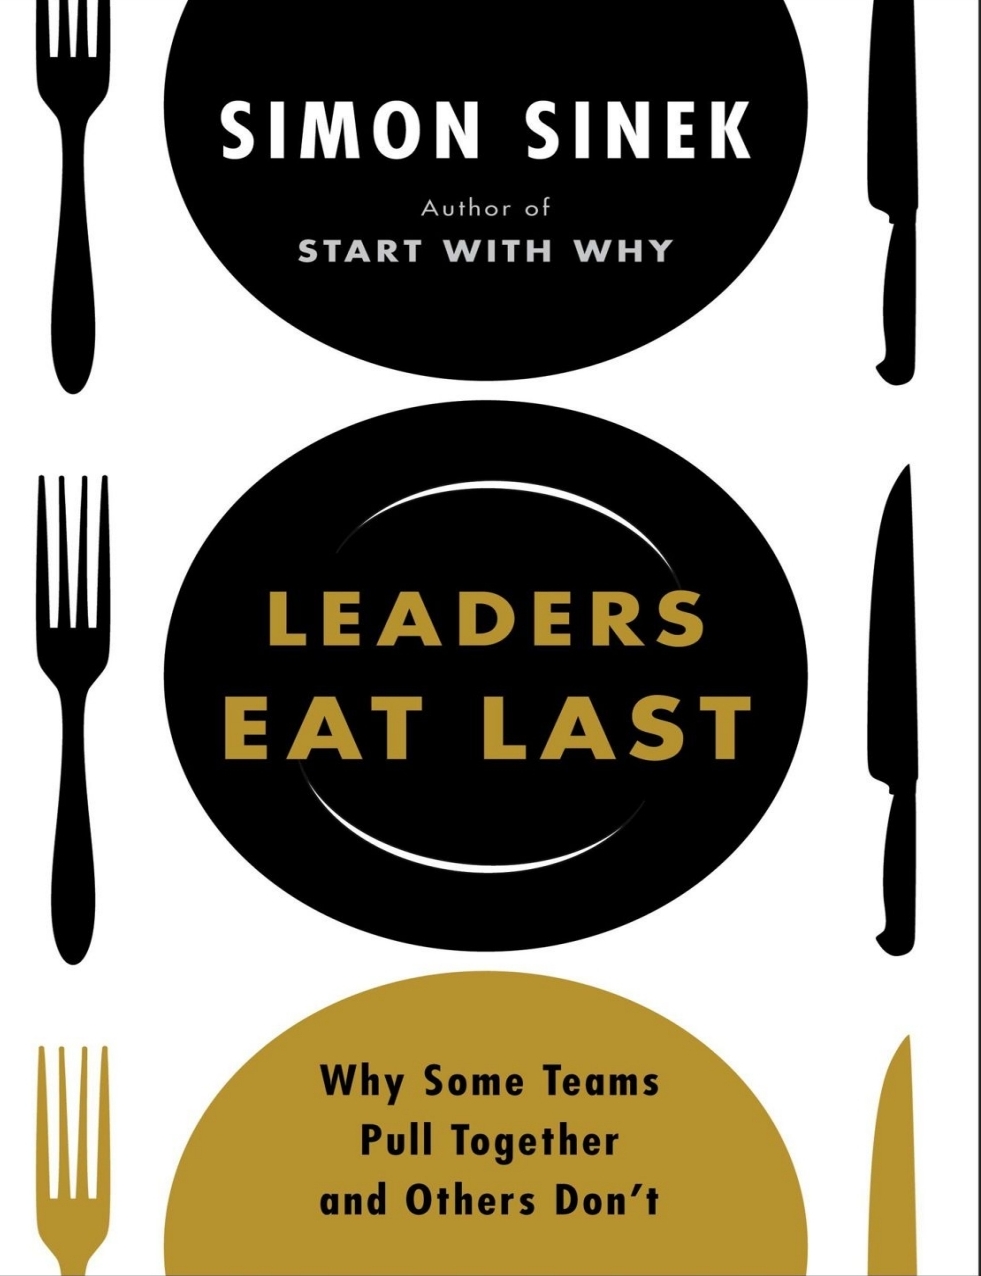 SIMON SINEK
Author of
START WITH WHY
LEADERS
EAT LAST
Why Some Teams
Pull Together
and Others Don't